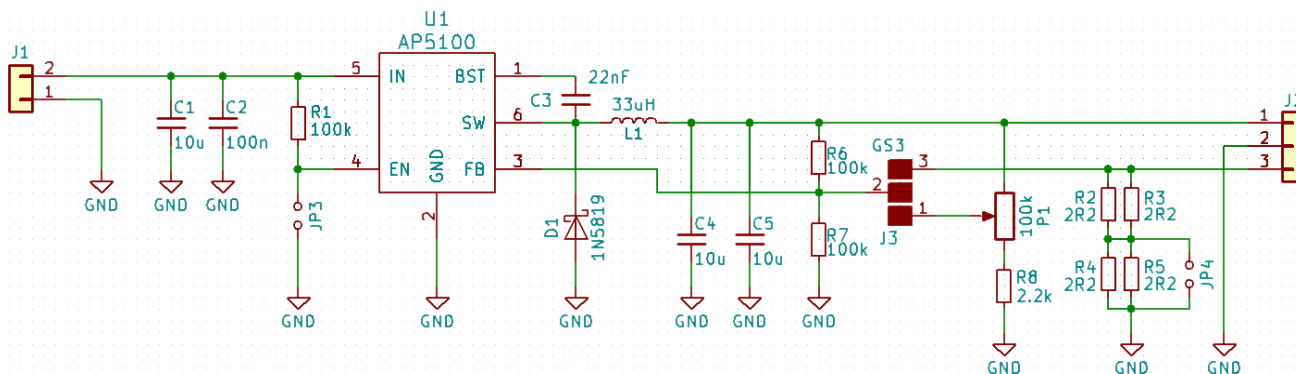 U1
AP5100
J1
2
1
C1
10u
C2
100n
R1
100k
JP3
5
IN
4
EN
GND
2
BST
1
SW
6
FB
3
22nF
C3
33uH
L1
D1
1N5819
C4
10u
C5
10u
R6
100k
R7
100k
GS3
3
2
1
J3
100k
P1
R8
2.2k
R2
2R2
R3
2R2
R4
2R2
R5
2R2
JP4
1
2
3
GND
GND
GND
GND
GND
GND
GND
GND
GND
GND
GND
GND